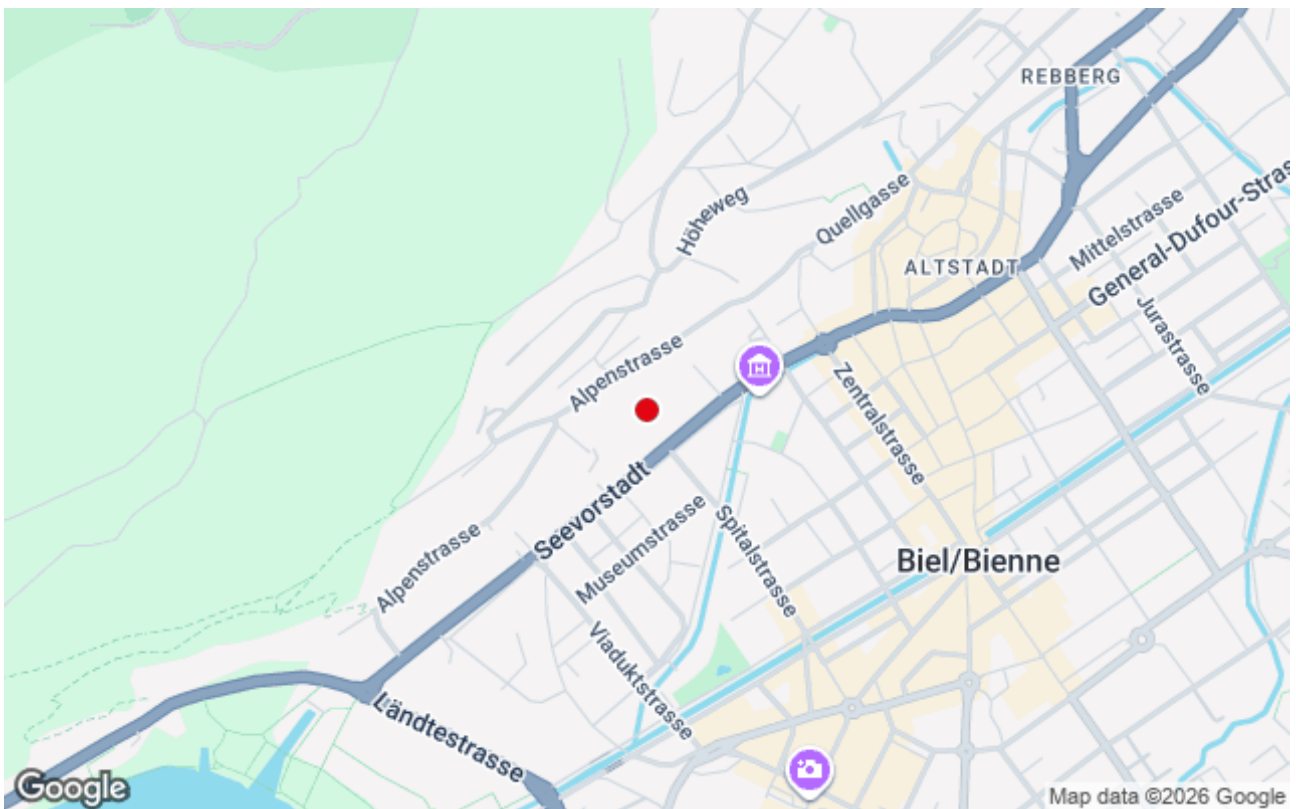 REBBERG
Höheweg
Quellgasse
Mittelstrasse
ALTSTADT
General-Dufour-Stras
Jurastrasse
Alpenstrasse
Zentralstrasse
Seevorstadt
Spitalstrasse
Museumstrasse
Biel/Bienne
Alpenstrasse
Viaduktstrasse
Ländtestrasse
H
Google
Map data ©2026 Google